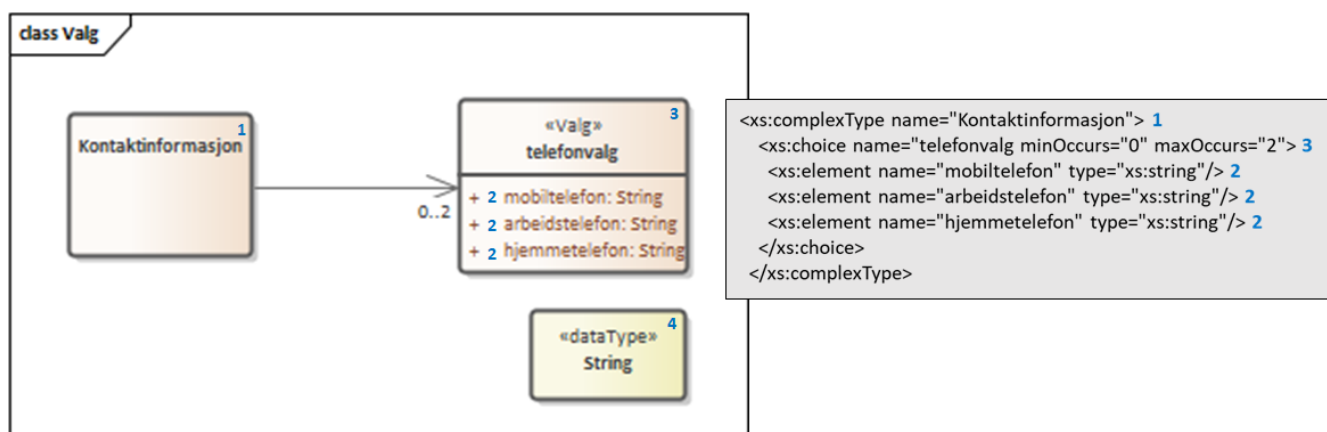 class Valg
Kontaktinformasjon 1
0..2
«Valg» 3
telefonvalg
+ 2 mobiltelefon: String
+ 2 arbeidstelefon: String
+ 2 hjemmetelefon: String
«dataType» 4
String
<xs:complexType name="Kontaktinformasjon"> 1
<xs:choice name="telefonvalg minOccurs="0" maxOccurs="2"> 3
<xs:element name="mobiltelefon" type="xs:string"/> 2
<xs:element name="arbeidstelefon" type="xs:string"/> 2
<xs:element name="hjemmetelefon" type="xs:string"/> 2
</xs:choice>
</xs:complexType>